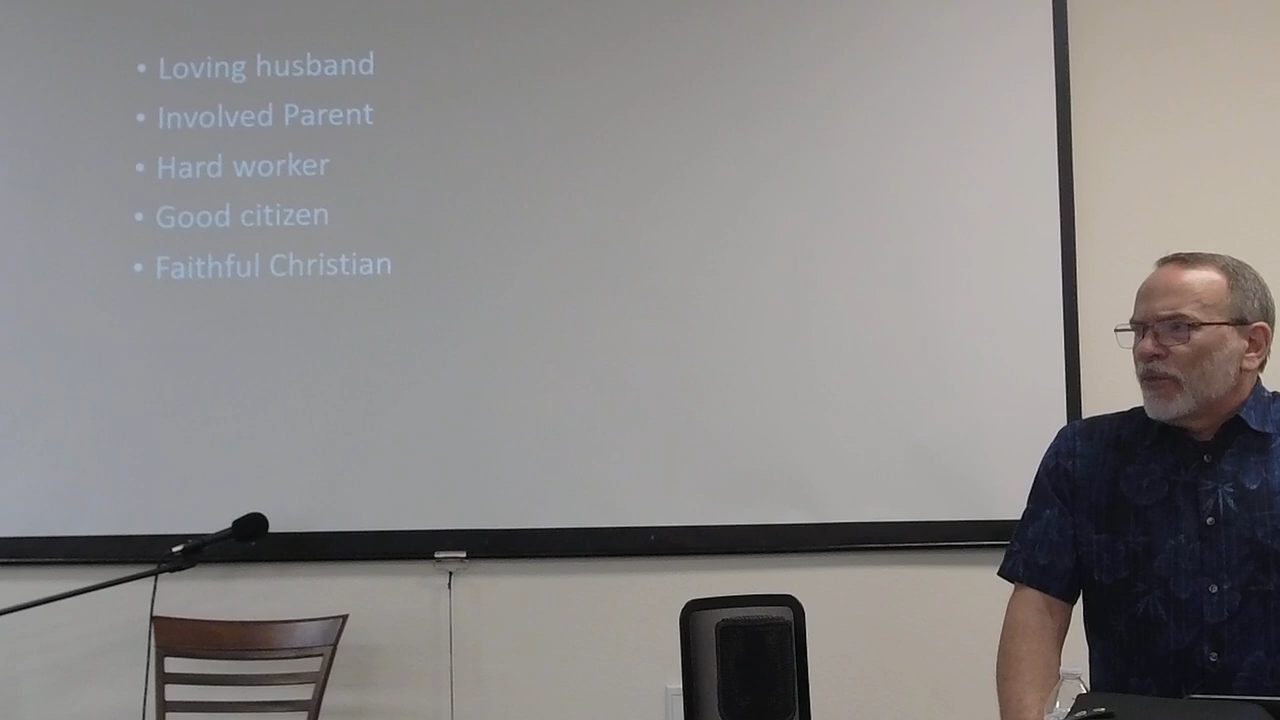 • Loving husband
• Involved Parent
• Hard worker
• Good citizen
• Faithful Christian